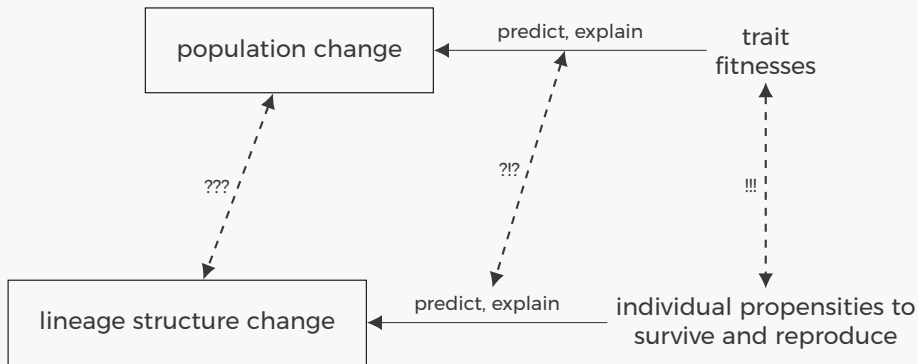 population change
predict, explain
trait
fitnesses
???
?!?
!!!
lineage structure change
predict, explain
individual propensities to
survive and reproduce